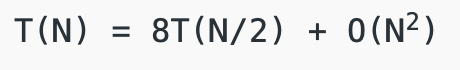 T(N) = 8T(N/2) + O(N²)